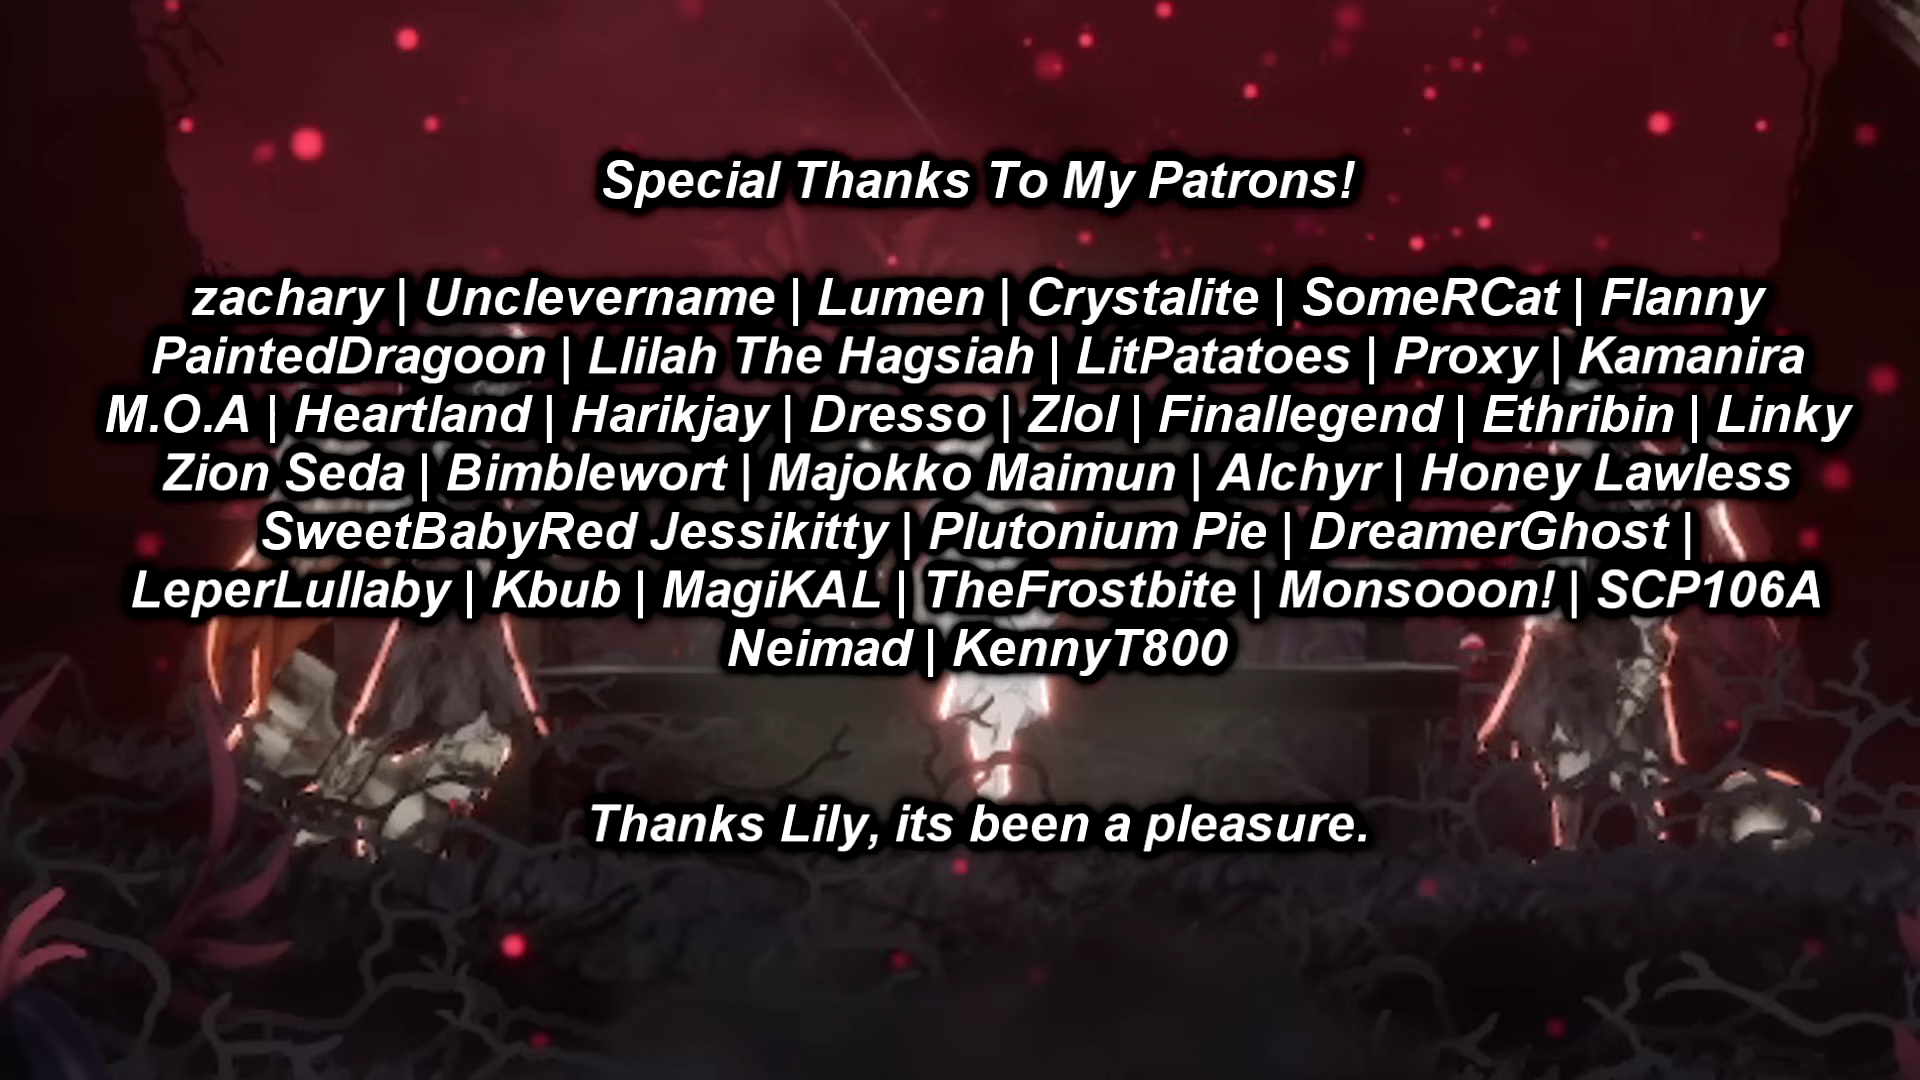 Special Thanks To My Patrons!
zachary | Unclevername | Lumen | Crystalite | SomeRCat | Flanny
PaintedDragoon | Llilah The Hagsiah | LitPatatoes | Proxy | Kamanira
M.O.A | Heartland | Harikjay | Dresso | Zlol | Finallegend | Ethribin | Linky
Zion Seda | Bimblewort | Majokko Maimun | Alchyr | Honey Lawless
SweetBabyRed Jessikitty | Plutonium Pie | DreamerGhost |
LeperLullaby | Kbub | MagiKAL | TheFrostbite | Monsooon! | SCP106A
Neimad | KennyT800
Thanks Lily, its been a pleasure.